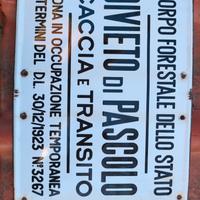 CORPO FORESTALE DELLO STATO
DIVIETO DI PASCOLO
CACCIA E TRANSITO
ZONA IN OCCUPAZIONE TEMPORANEA
TERMINI DEL D.L. 30/12/1923 N° 3267